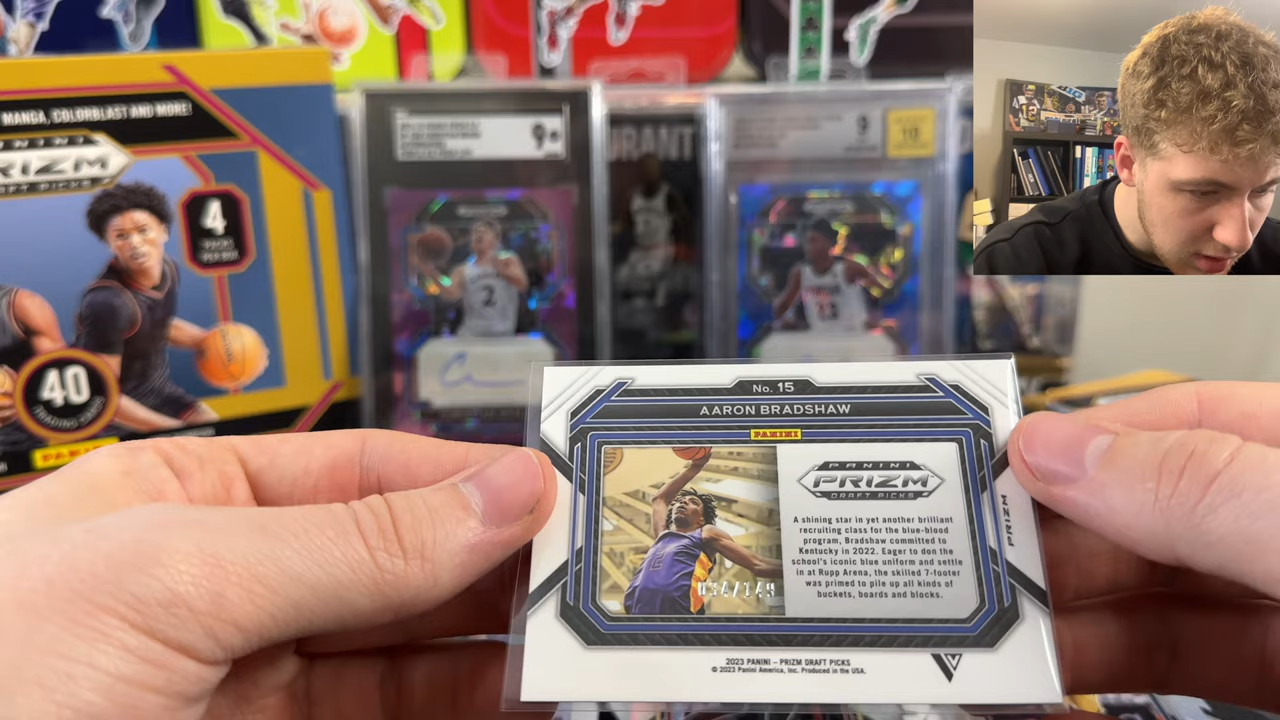 MANGA, COLORBLAST AND MORE!
4
40
TRADING CARDS
PANINI
9
9
10
2
No. 15
AARON BRADSHAW
PANINI
PANINI
PRIZM
DRAFT PICKS
A shining star in yet another brilliant
recruiting class for the blue-blood
program, Bradshaw committed to
Kentucky in 2022. Eager to don the
school's iconic blue uniform and settle
in at Rupp Arena, the skilled 7-footer
was primed to pile up all kinds of
buckets, boards and blocks.
PRIZM
2023 PANINI – PRIZM DRAFT PICKS
© 2023 Panini America, Inc. Produced in the USA.